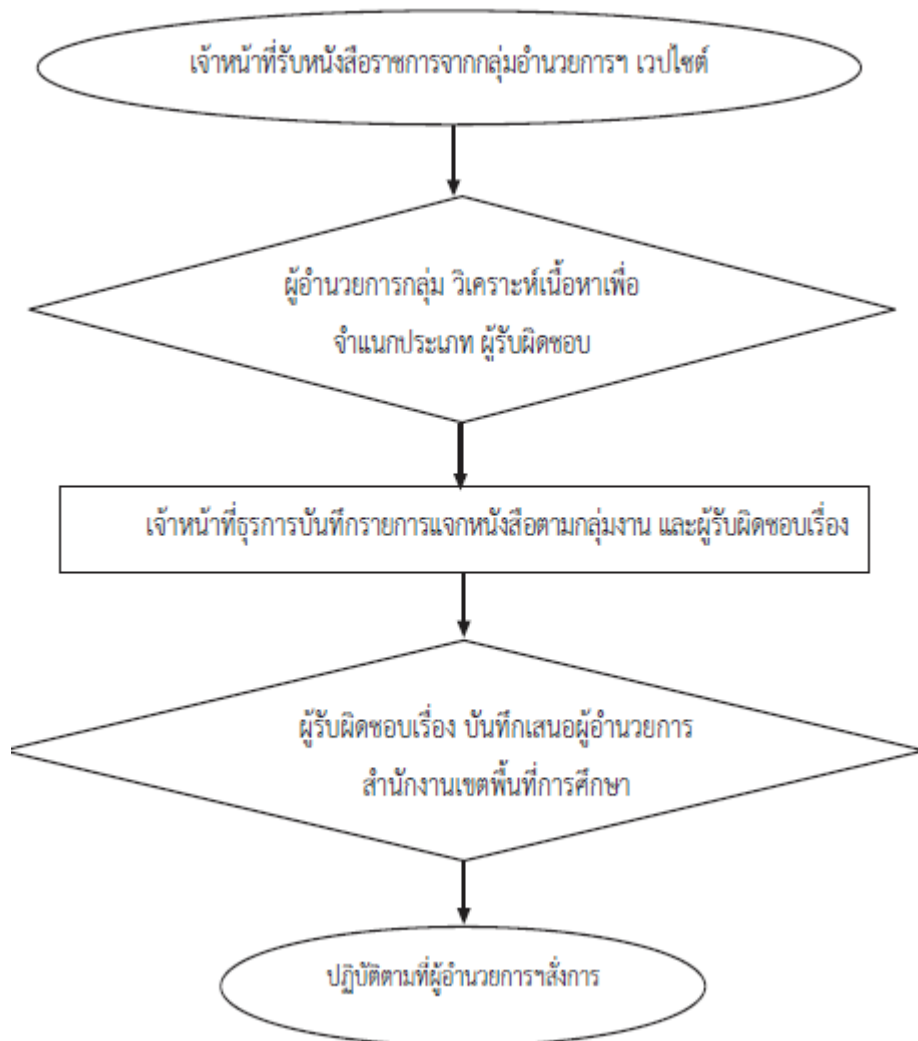 เจ้าหน้าที่รับหนังสือราชการจากกลุ่มอำนวยการฯ เวปไซต์
ผู้อำนวยการกลุ่ม วิเคราะห์เนื้อหาเพื่อ
จำแนกประเภท ผู้รับผิดชอบ
เจ้าหน้าที่ธุรการบันทึกรายการแจกหนังสือตามกลุ่มงาน และผู้รับผิดชอบเรื่อง
ผู้รับผิดชอบเรื่อง บันทึกเสนอผู้อำนวยการ
สำนักงานเขตพื้นที่การศึกษา
ปฏิบัติตามที่ผู้อำนวยการฯสั่งการ